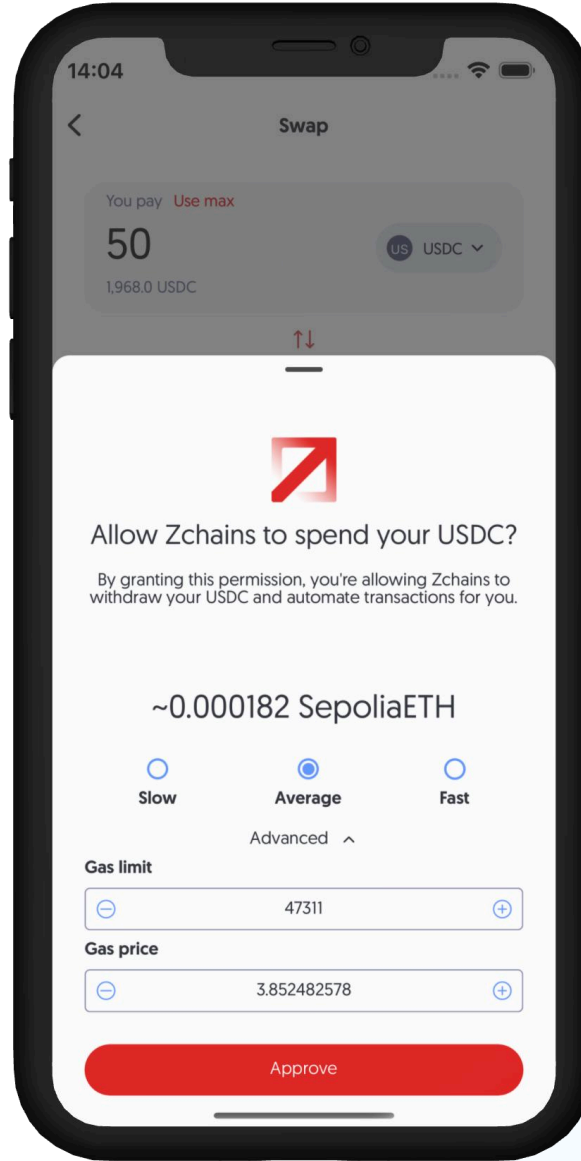 14:04
Swap
You pay Use max
50
US USDC
1,968.0 USDC
Allow Zchains to spend your USDC?
By granting this permission, you're allowing Zchains to
withdraw your USDC and automate transactions for you.
~0.000182 SepoliaETH
Slow Average Fast
Advanced
Gas limit
47311
Gas price
3.852482578
Approve